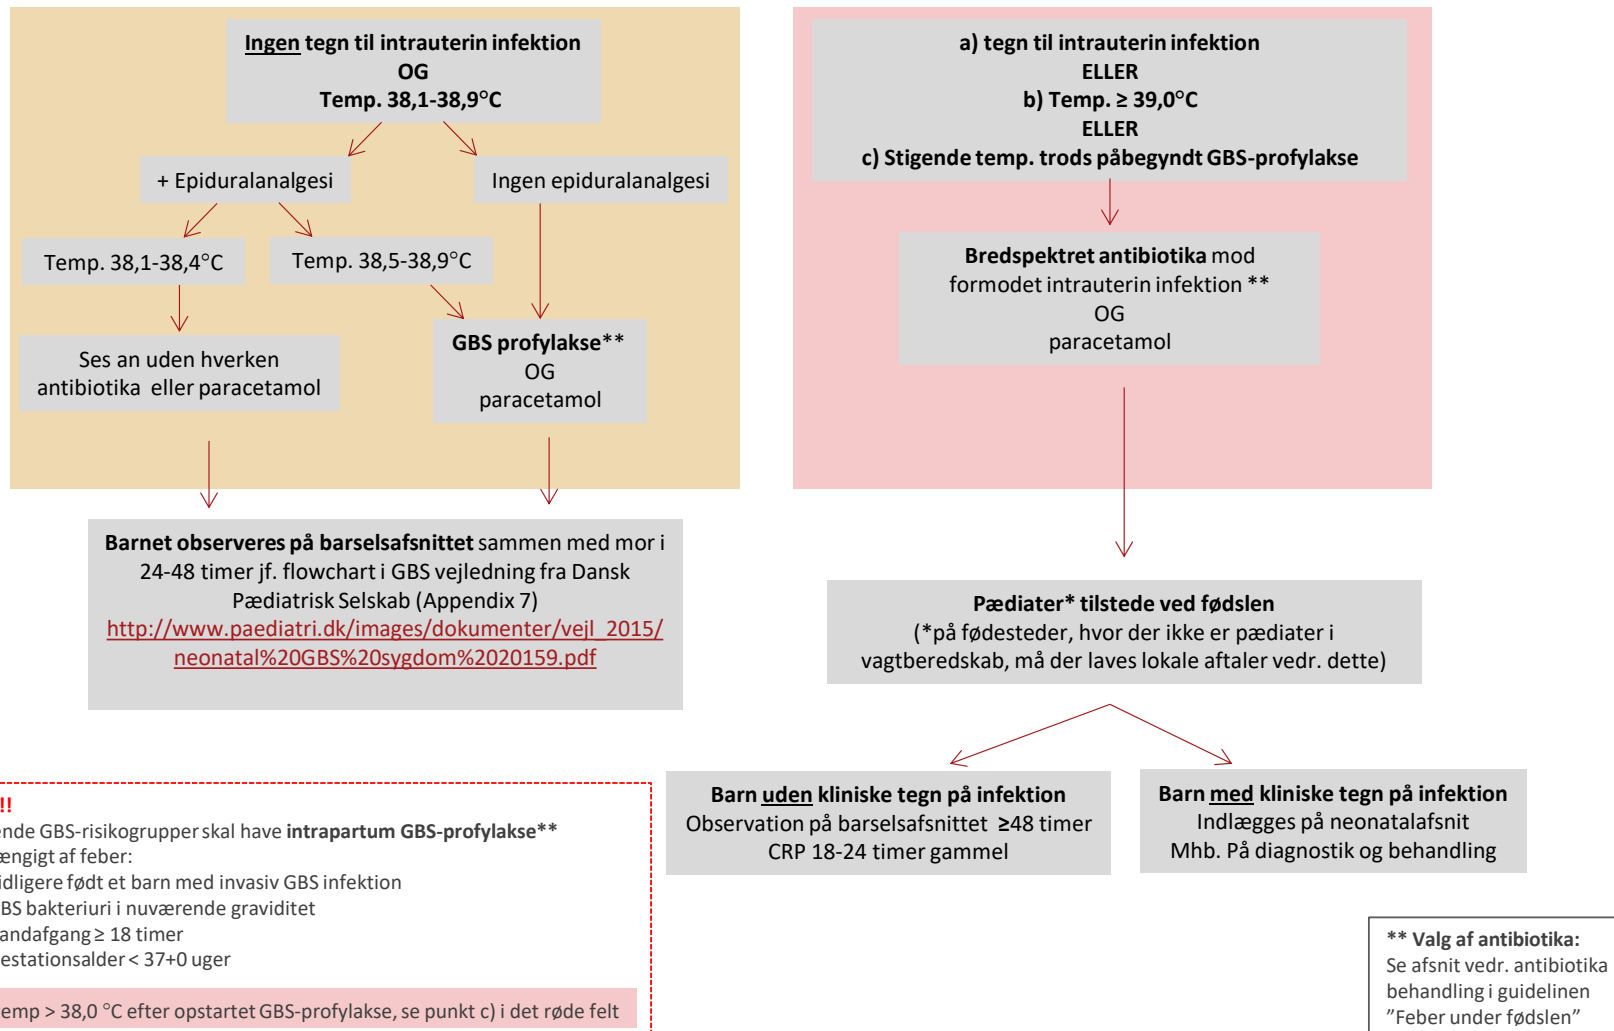 Ingen tegn til intrauterin infektion
OG
Temp. 38,1-38,9°C
+ Epiduralanalgesi
Ingen epiduralanalgesi
Temp. 38,1-38,4°C
Temp. 38,5-38,9°C
Ses an uden hverken
antibiotika eller paracetamol
GBS profylakse**
OG
paracetamol
Barnet observeres på barselsafsnittet sammen med mor i
24-48 timer jf. flowchart i GBS vejledning fra Dansk
Pædiatrisk Selskab (Appendix 7)
http://www.paediatri.dk/images/dokumenter/vejl_2015/
neonatal%20GBS%20sygdom%2020159.pdf
a) tegn til intrauterin infektion
ELLER
b) Temp. ≥ 39,0°C
ELLER
c) Stigende temp. trods påbegyndt GBS-profylakse
Bredspektret antibiotika mod
formodet intrauterin infektion **
OG
paracetamol
Pædiater* tilstede ved fødslen
(*på fødesteder, hvor der ikke er pædiater i
vagtberedskab, må der laves lokale aftaler vedr. dette)
Barn uden kliniske tegn på infektion
Observation på barselsafsnittet ≥48 timer
CRP 18-24 timer gammel
Barn med kliniske tegn på infektion
Indlægges på neonatalafsnit
Mhb. På diagnostik og behandling
!!
ende GBS-risikogrupper skal have intrapartum GBS-profylakse**
ængigt af feber:
idligere født et barn med invasiv GBS infektion
BS bakteriuri i nuværende graviditet
andafgang ≥ 18 timer
estationsalder < 37+0 uger
emp > 38,0 °C efter opstartet GBS-profylakse, se punkt c) i det røde felt
** Valg af antibiotika:
Se afsnit vedr. antibiotika
behandling i guidelinen
”Feber under fødslen”